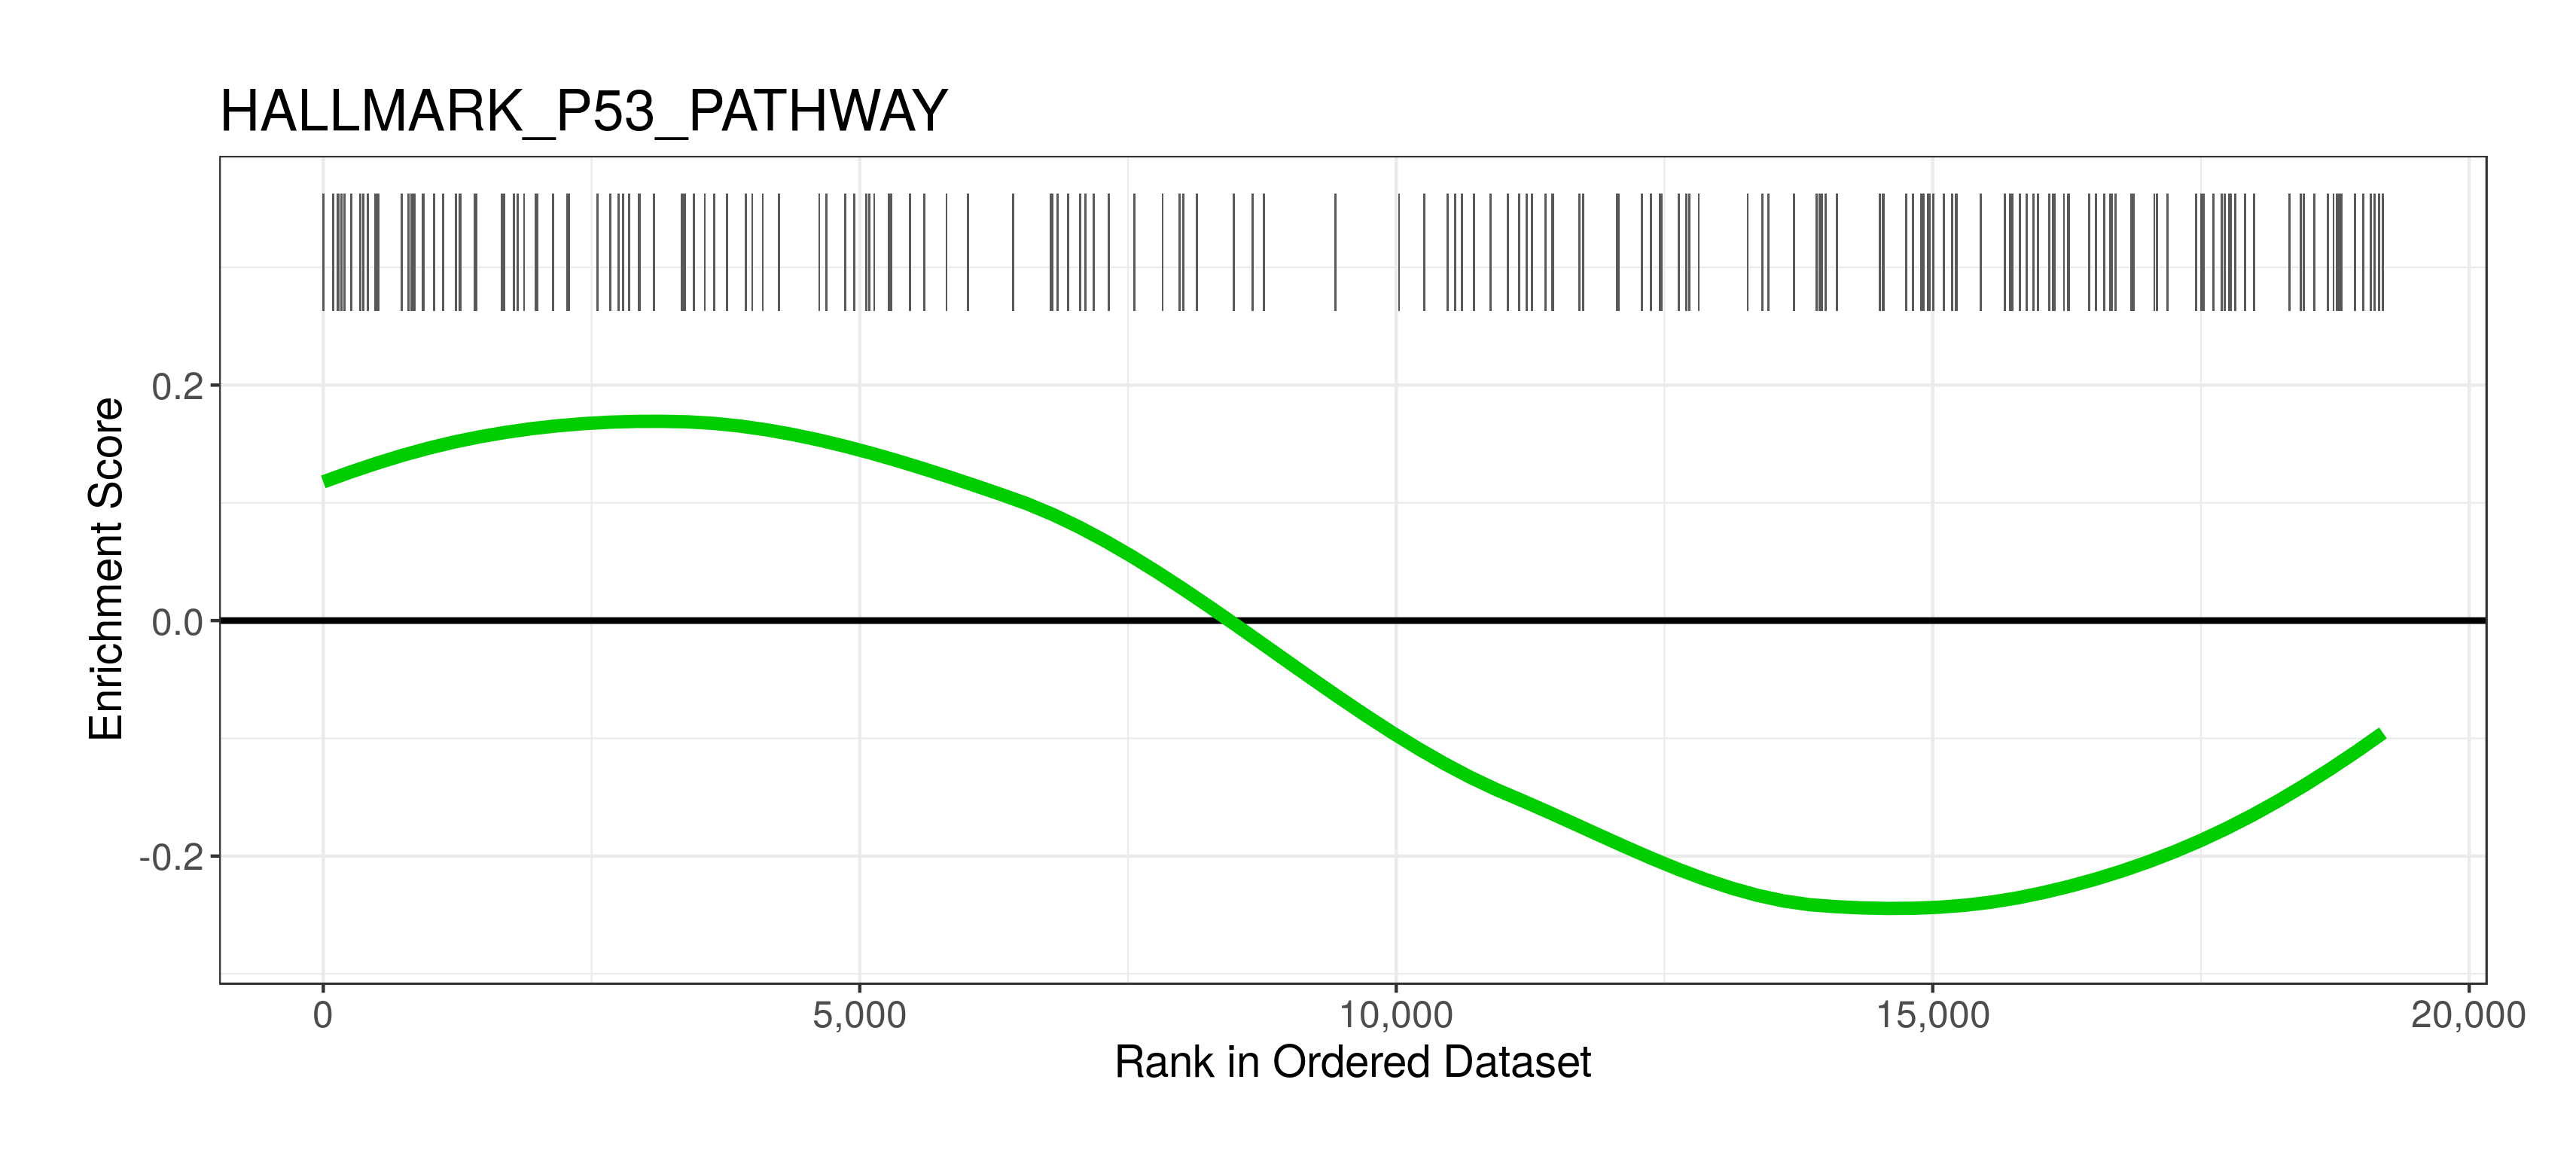 HALLMARK_P53_PATHWAY
Enrichment Score
0.2
0.0
-0.2
0 5,000 10,000 15,000 20,000
Rank in Ordered Dataset